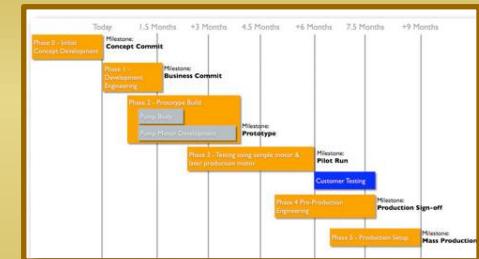 Today 1.5 Months +3 Months 4.5 Months +6 Months 7.5 Months +9 Months
Phase 0 - Initial
Concept Development
Milestone:
Concept Commit
Phase 1 -
Development
Engineering
Milestone:
Business Commit
Phase 2 - Prototype Build
Pump Body
Pump Motor Development
Milestone:
Prototype
Phase 3 - Testing using sample motor &
later production motor
Milestone:
Pilot Run
Customer Testing
Phase 4 Pre-Production
Engineering
Milestone:
Production Sign-off
Phase 5 - Production Setup
Milestone:
Mass Production